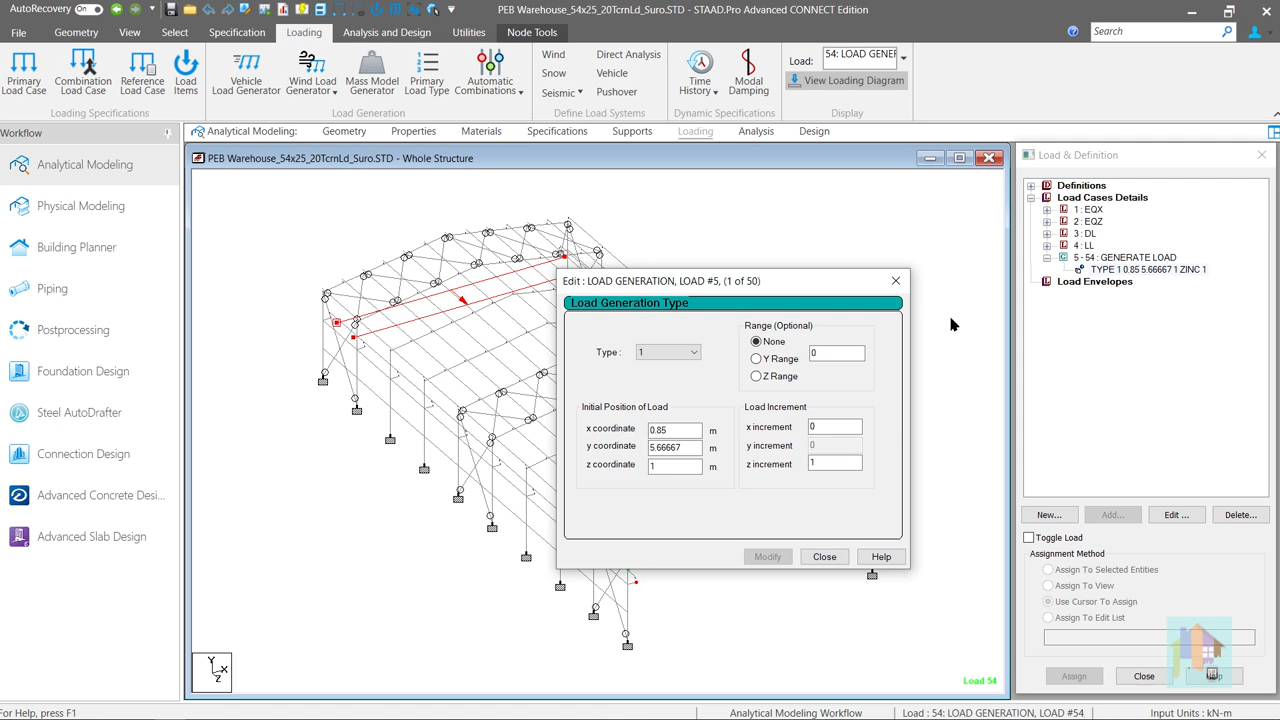 AutoRecovery On
PEB Warehouse_54x25_20TcrnLd_Suro.STD - STAAD.Pro Advanced CONNECT Edition
File Geometry View Select Specification Loading Analysis and Design Utilities Node Tools
Search
Primary Load Case
Combination Load Case
Reference Load Case
Load Items
Loading Specifications
Vehicle Load Generator
Wind Load Generator
Mass Model Generator
Primary Load Type
Automatic Combinations
Load Generation
Wind Direct Analysis
Snow Vehicle
Seismic Pushover
Define Load Systems
Time History
Modal Damping
Dynamic Specifications
Load: 54: LOAD GENER
View Loading Diagram
Display
Workflow
Analytical Modeling: Geometry Properties Materials Specifications Supports Loading Analysis Design
Analytical Modeling
Physical Modeling
Building Planner
Piping
Postprocessing
Foundation Design
Steel AutoDrafter
Connection Design
Advanced Concrete Desi...
Advanced Slab Design
PEB Warehouse_54x25_20TcrnLd_Suro.STD - Whole Structure
Edit : LOAD GENERATION, LOAD #5, (1 of 50)
Load Generation Type
Type : 1
Range (Optional)
None
Y Range 0
Z Range
Initial Position of Load
x coordinate 0.85 m
y coordinate 5.66667 m
z coordinate 1 m
Load Increment
x increment 0
y increment 0
z increment 1
Modify Close Help
Y
X
Z
Load 54
Load & Definition
Definitions
Load Cases Details
1 : EQX
2 : EQZ
3 : DL
4 : LL
5 - 54 : GENERATE LOAD
TYPE 1 0.85 5.66667 1 ZINC 1
Load Envelopes
New... Add... Edit ... Delete...
Toggle Load
Assignment Method
Assign To Selected Entities
Assign To View
Use Cursor To Assign
Assign To Edit List
Assign Close
For Help, press F1
Analytical Modeling Workflow
Load : 54: LOAD GENERATION, LOAD #54
Input Units : kN-m